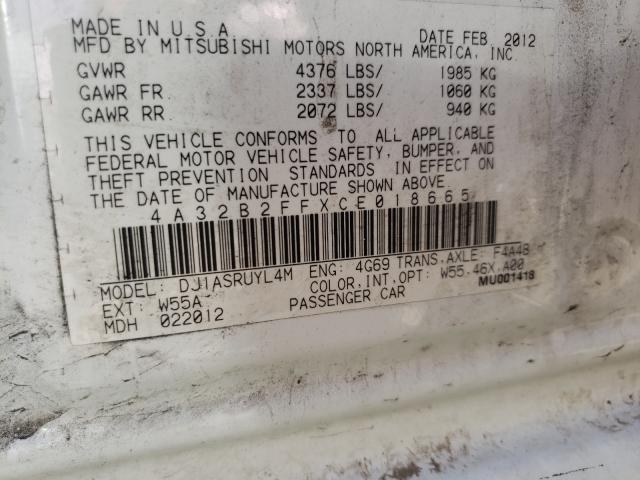 MADE IN U S A DATE FEB 2012
MFD BY MITSUBISHI MOTORS NORTH AMERICA, INC.
GVWR 4376 LBS/ 1985 KG
GAWR FR. 2337 LBS/ 1060 KG
GAWR RR. 2072 LBS/ 940 KG
THIS VEHICLE CONFORMS TO ALL APPLICABLE
FEDERAL MOTOR VEHICLE SAFETY, BUMPER, AND
THEFT PREVENTION STANDARDS IN EFFECT ON
THE DATE OF MANUFACTURE SHOWN ABOVE.
4A32B2FFXCE018665
MODEL: DJ1ASRUYL4M ENG: 4G69 TRANS.AXLE: F4A4B
EXT: W55A COLOR.INT.OPT: W55.46X.A00
MDH 022012 PASSENGER CAR MU001418